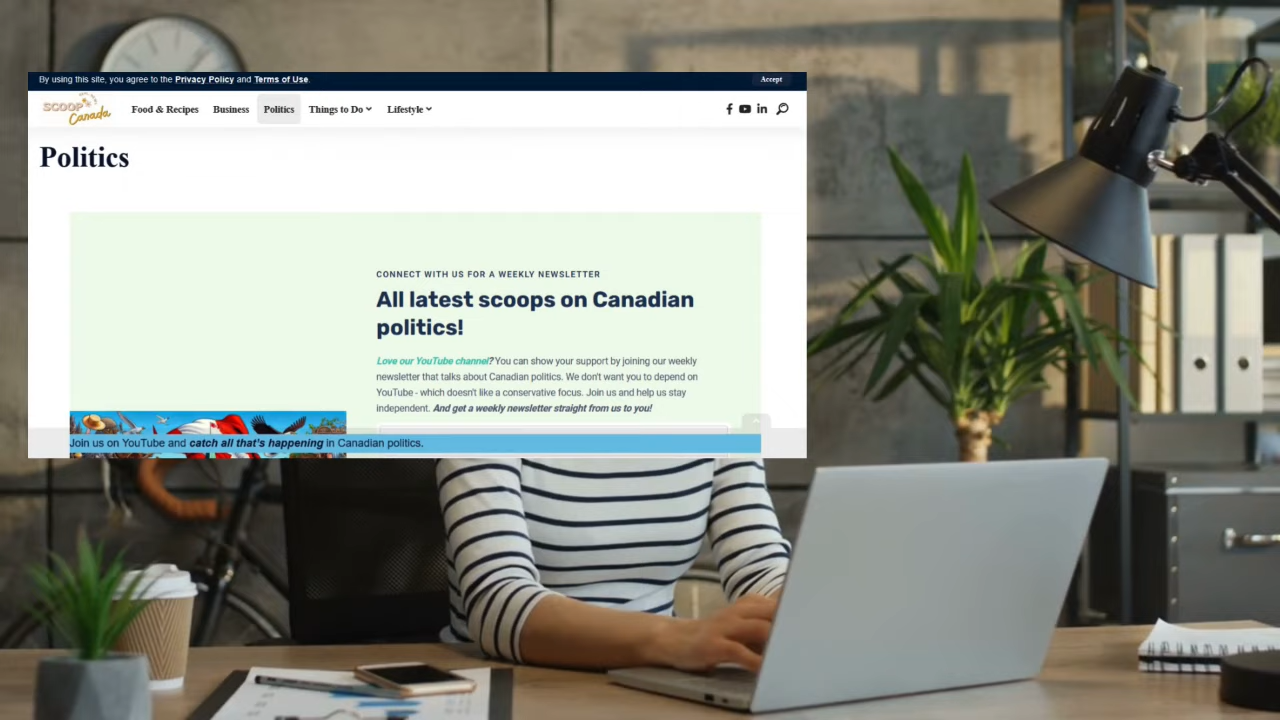 By using this site, you agree to the Privacy Policy and Terms of Use.
Accept
SCOOP
Canada
Food & Recipes
Business
Politics
Things to Do
Lifestyle
Politics
CONNECT WITH US FOR A WEEKLY NEWSLETTER
All latest scoops on Canadian
politics!
Love our YouTube channel? You can show your support by joining our weekly
newsletter that talks about Canadian politics. We don't want you to depend on
YouTube - which doesn't like a conservative focus. Join us and help us stay
independent. And get a weekly newsletter straight from us to you!
Join us on YouTube and catch all that's happening in Canadian politics.